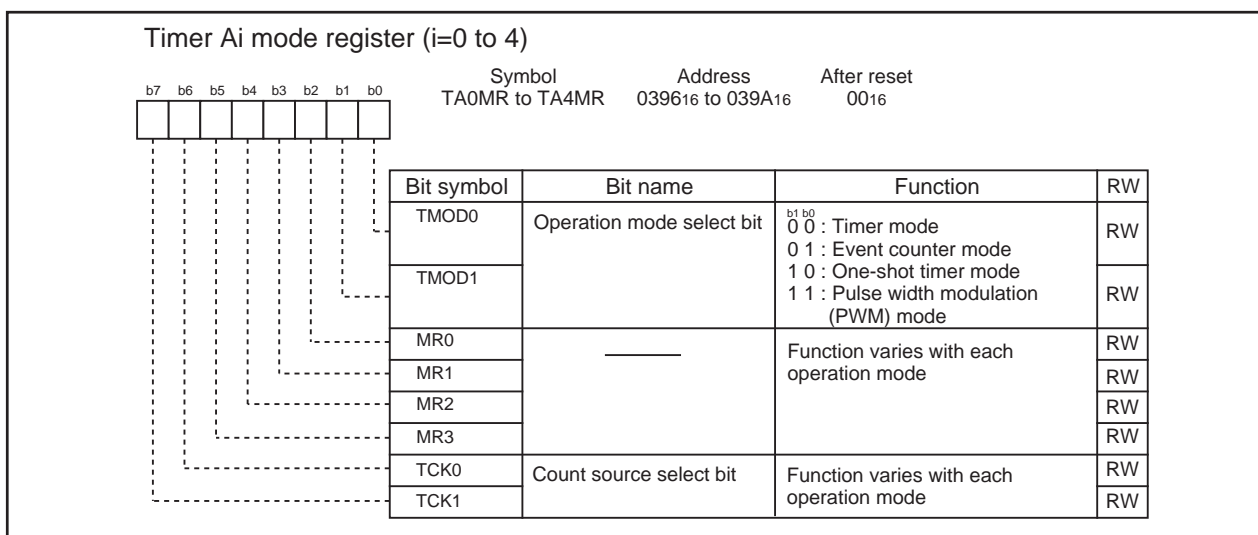 Timer Ai mode register (i=0 to 4)
Symbol Address After reset
TA0MR to TA4MR 039616 to 039A16 0016
b7 b6 b5 b4 b3 b2 b1 b0
Bit symbol Bit name Function RW
TMOD0 Operation mode select bit b1 b0
0 0 : Timer mode RW
0 1 : Event counter mode
TMOD1 1 0 : One-shot timer mode
1 1 : Pulse width modulation RW
(PWM) mode
MR0 Function varies with each RW
MR1 operation mode RW
MR2 RW
MR3 RW
TCK0 Count source select bit Function varies with each RW
TCK1 operation mode RW